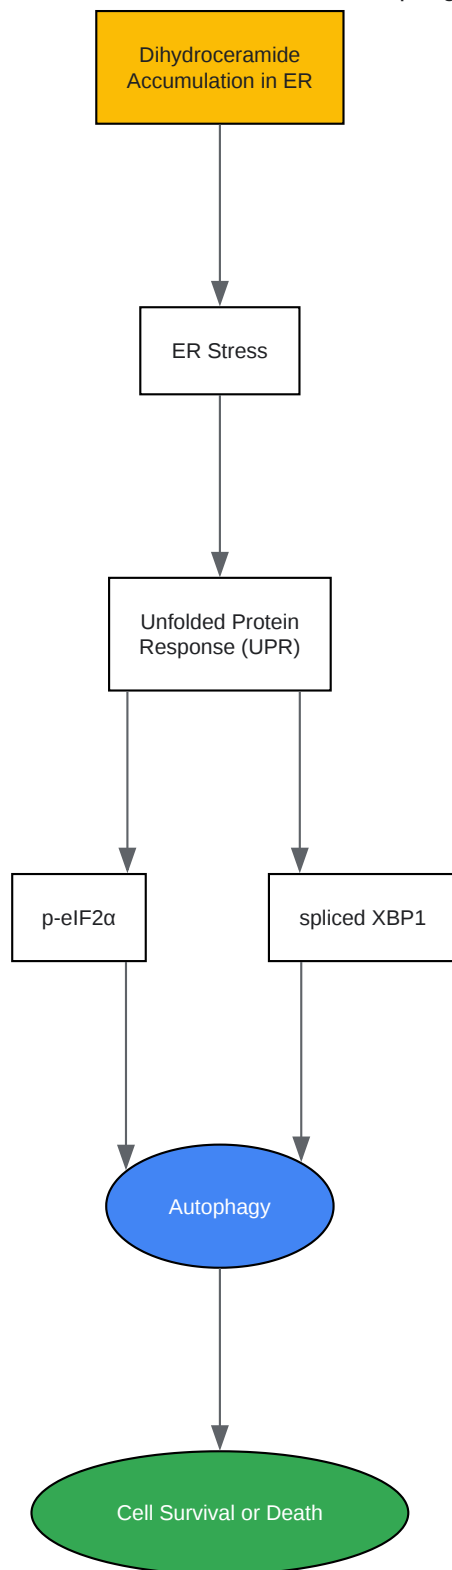 Dihydroceramide
Accumulation in ER
ER Stress
Unfolded Protein
Response (UPR)
p-eIF2α
spliced XBP1
Autophagy
Cell Survival or Death